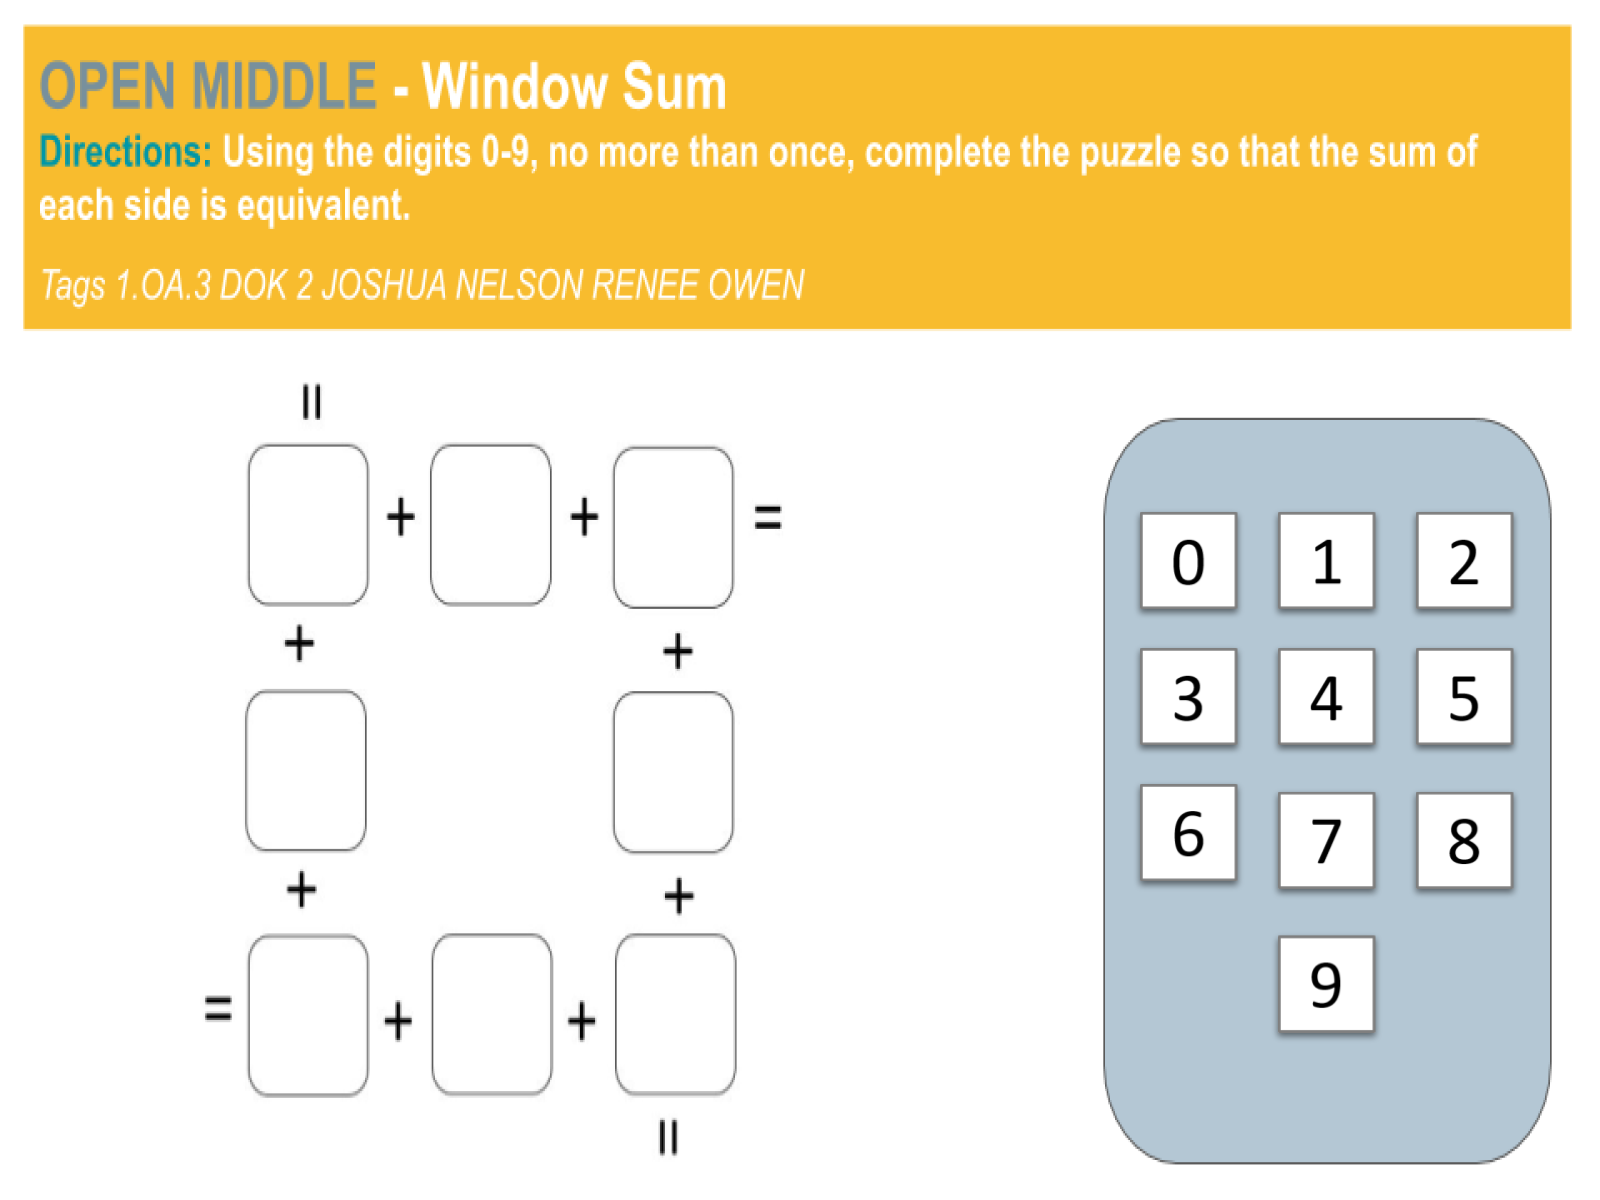 OPEN MIDDLE - Window Sum
Directions: Using the digits 0-9, no more than once, complete the puzzle so that the sum of
each side is equivalent.
Tags 1.OA.3 DOK 2 JOSHUA NELSON RENEE OWEN
=
+ + =
+ +
+ +
= + +
=
0 1 2
3 4 5
6 7 8
9